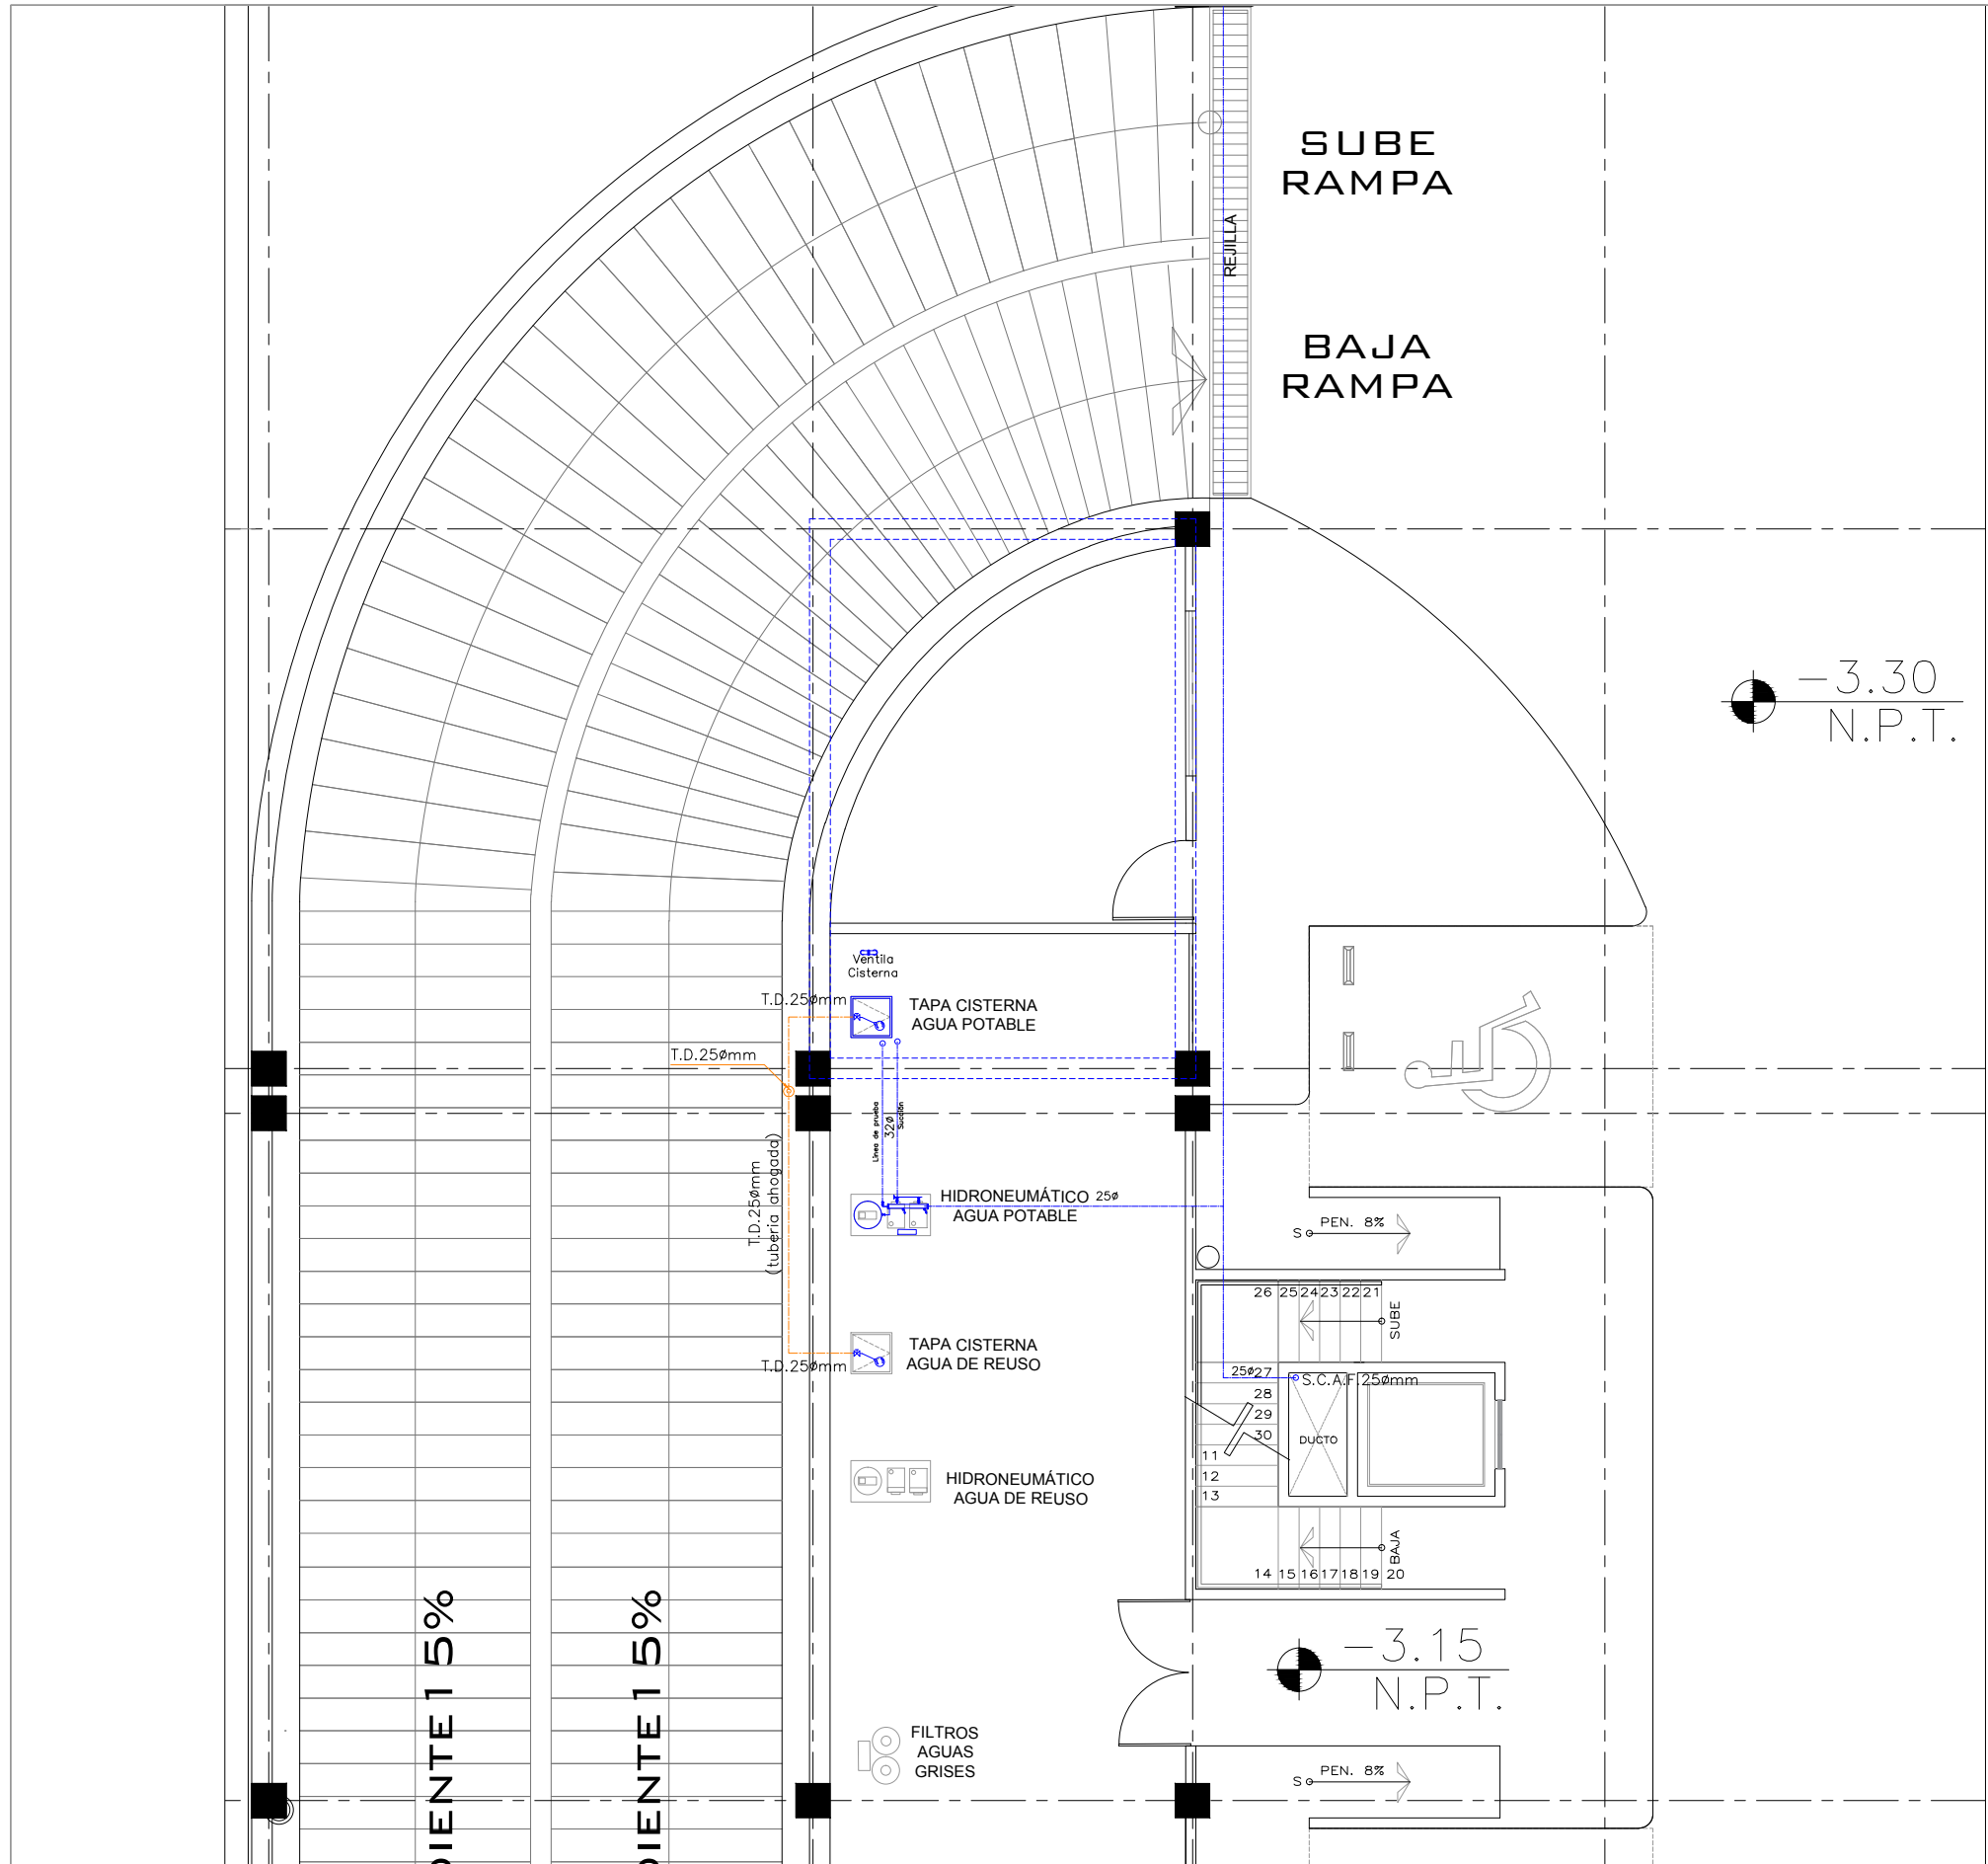 SUBE
RAMPA
REJILLA
BAJA
RAMPA
-3.30
N.P.T.
Ventila
Cisterna
T.D.25ømm
TAPA CISTERNA
AGUA POTABLE
T.D.25ømm
Línea de prueba
32ø
Succión
T.D.25ømm
(tubería ahogada)
HIDRONEUMÁTICO 25ø
AGUA POTABLE
S PEN. 8%
26 25 24 23 22 21
SUBE
TAPA CISTERNA
AGUA DE REUSO
T.D.25ømm
25ø 27
S.C.A.F.25ømm
28
29
30
DUCTO
11
12
13
HIDRONEUMÁTICO
AGUA DE REUSO
BAJA
14 15 16 17 18 19 20
-3.15
N.P.T.
FILTROS
AGUAS
GRISES
S PEN. 8%
DIENTE 15%
DIENTE 15%